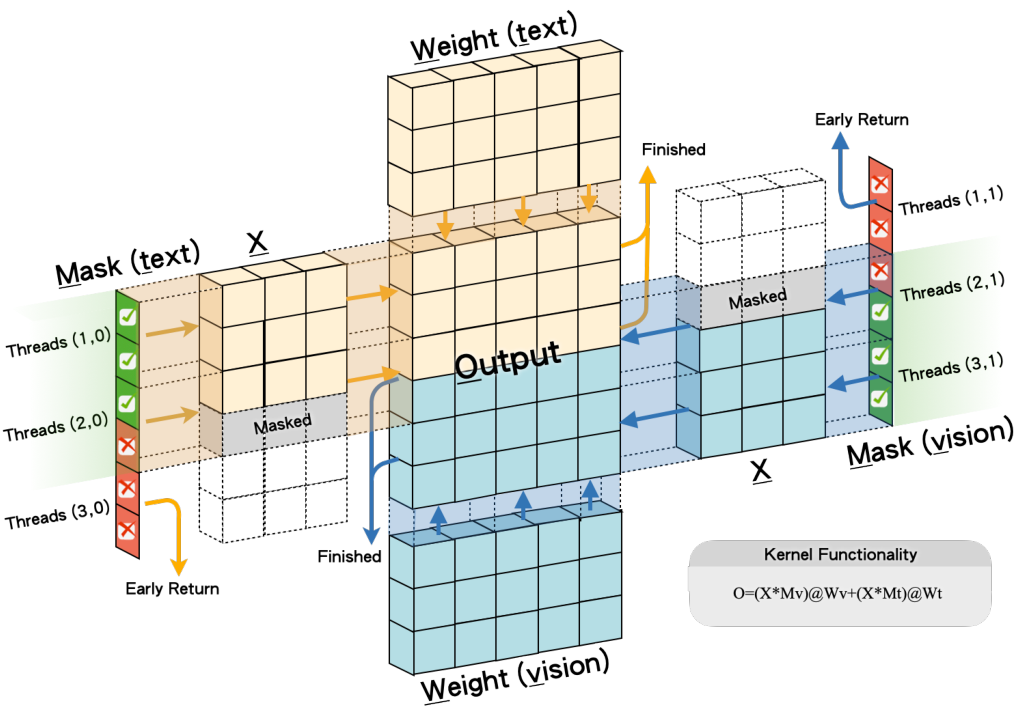 Weight (text)
Early Return
Finished
Threads (1,1)
Mask (text)
X
Threads (2,1)
Masked
Threads (1,0)
Output
Threads (3,1)
Threads (2,0)
Masked
Mask (vision)
X
Threads (3,0)
Finished
Early Return
Kernel Functionality
O=(X*Mv)@Wv+(X*Mt)@Wt
Weight (vision)